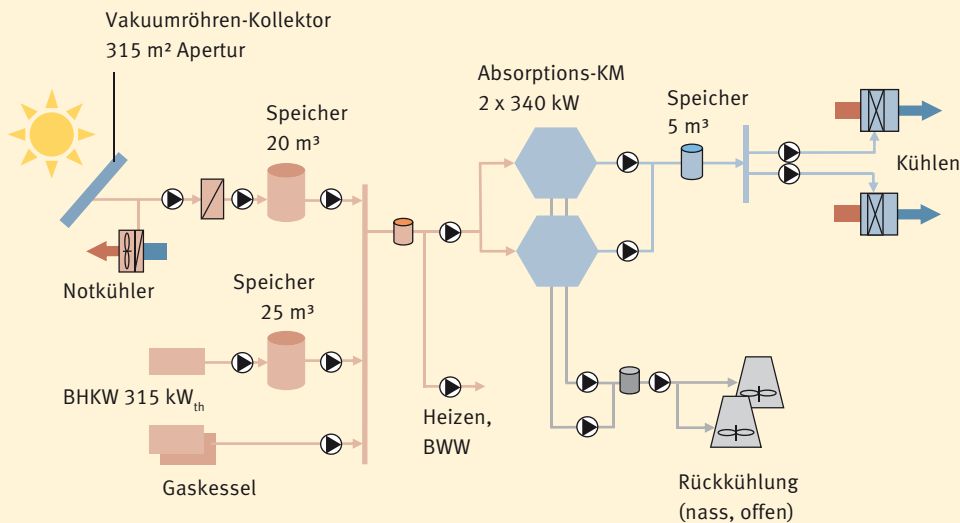 Vakuumröhren-Kollektor
315 m² Apertur
Speicher
20 m³
Absorptions-KM
2 x 340 kW
Speicher
5 m³
Kühlen
Notkühler
Speicher
25 m³
BHKW 315 kWth
Gaskessel
Heizen,
BWW
Rückkühlung
(nass, offen)